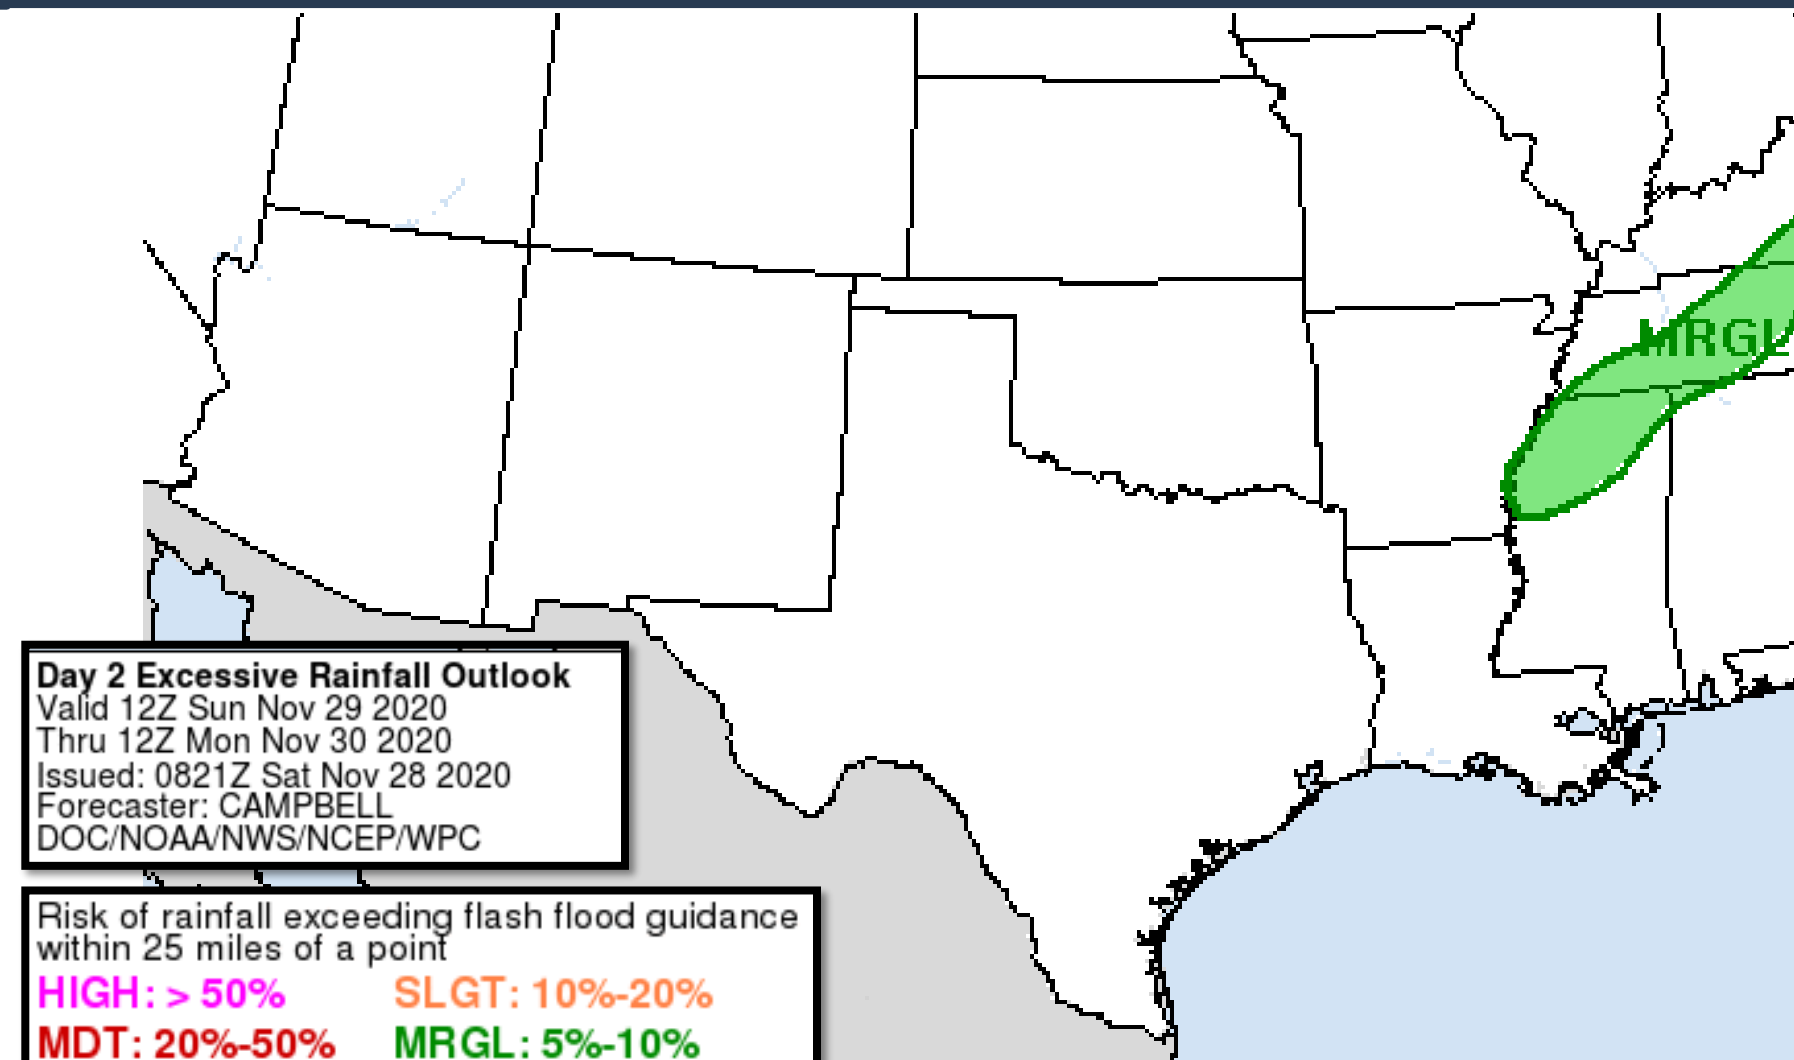 MRGL
Day 2 Excessive Rainfall Outlook
Valid 12Z Sun Nov 29 2020
Thru 12Z Mon Nov 30 2020
Issued: 0821Z Sat Nov 28 2020
Forecaster: CAMPBELL
DOC/NOAA/NWS/NCEP/WPC
Risk of rainfall exceeding flash flood guidance
within 25 miles of a point
HIGH: > 50% SLGT: 10%-20%
MDT: 20%-50% MRGL: 5%-10%